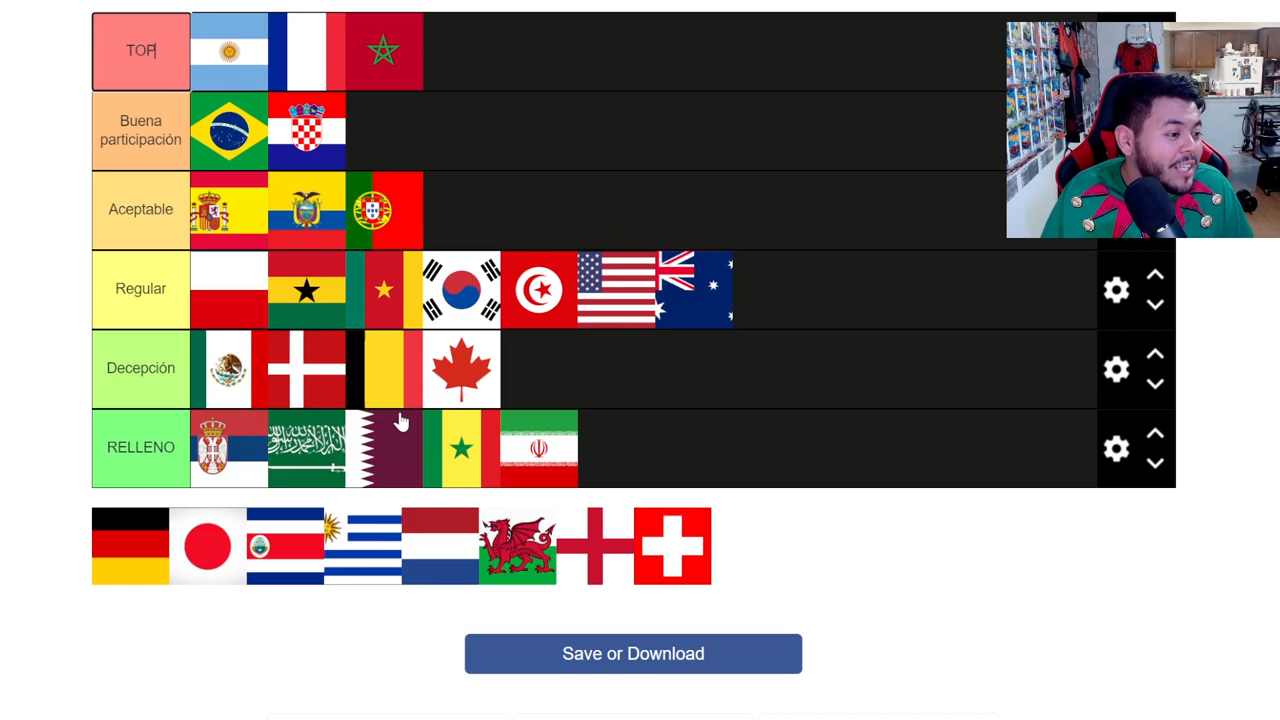 TOP
Buena
participación
Aceptable
Regular
Decepción
RELLENO
Save or Download